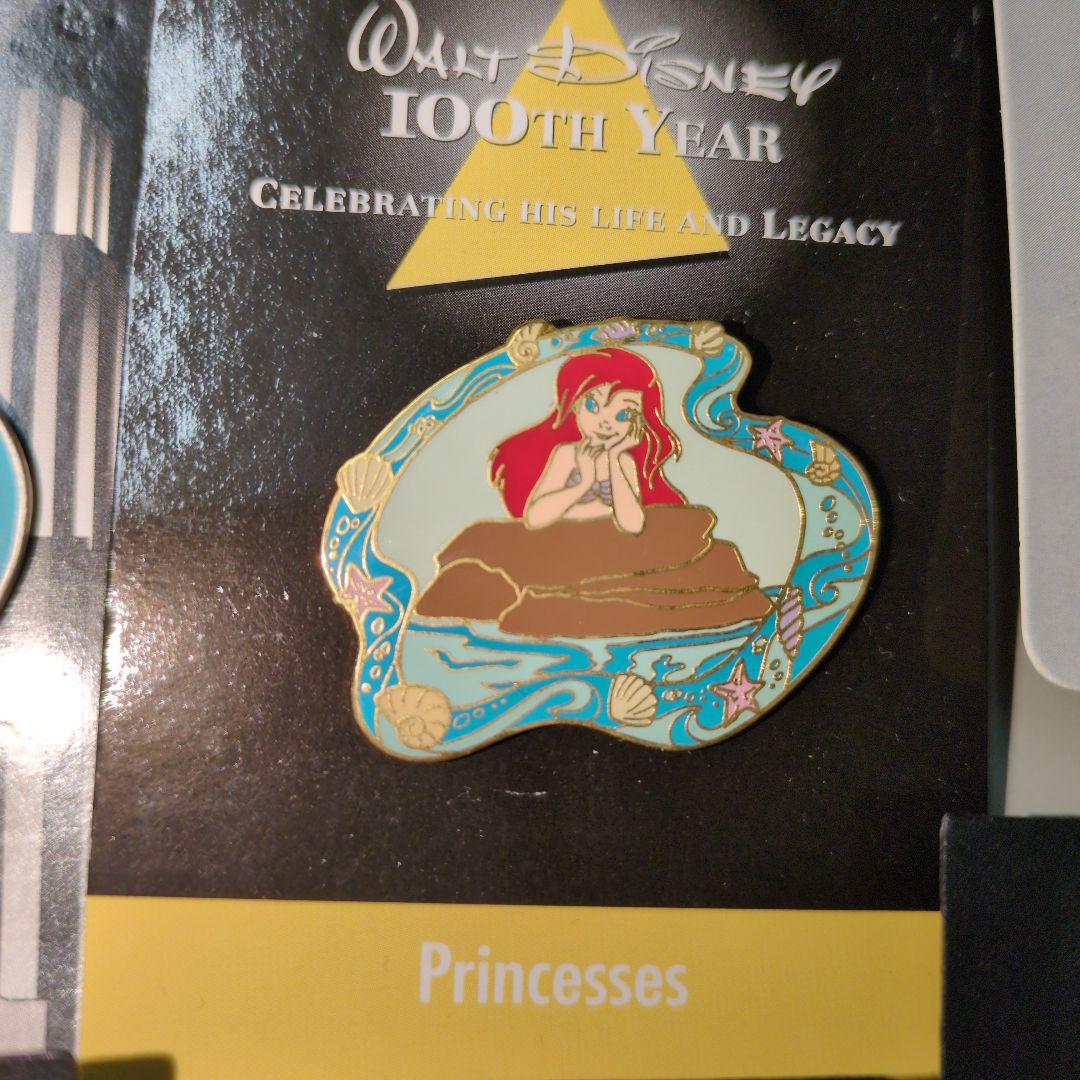 Walt Disney
100th Year
Celebrating his life and Legacy
Princesses